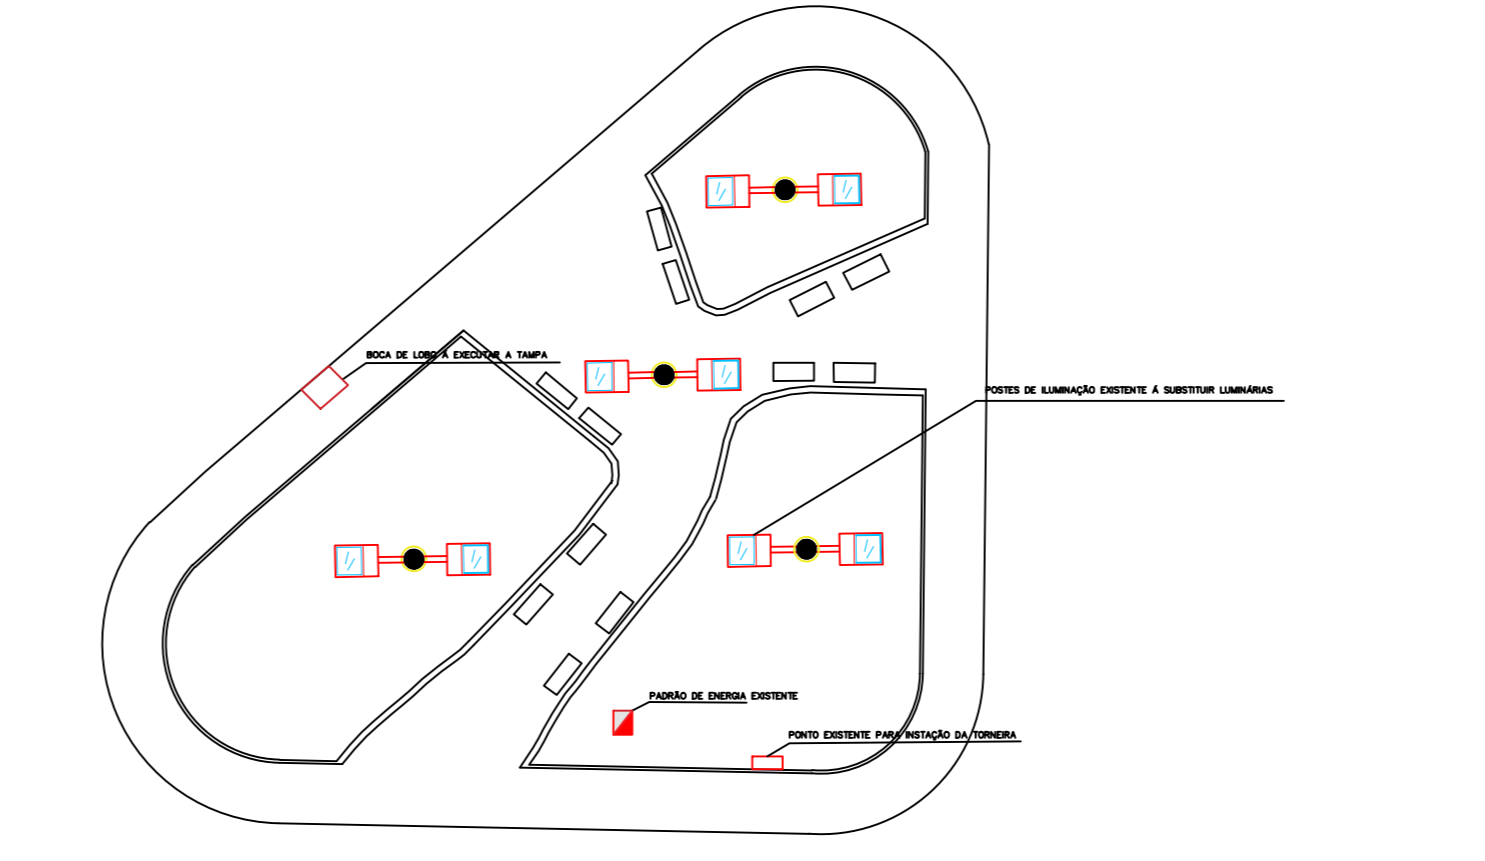 BOCA DE LOBO Á EXECUTAR A TAMPA
POSTES DE ILUMINAÇÃO EXISTENTE Á SUBSTITUIR LUMINÁRIAS
PADRÃO DE ENERGIA EXISTENTE
PONTO EXISTENTE PARA INSTAÇÃO DA TORNEIRA